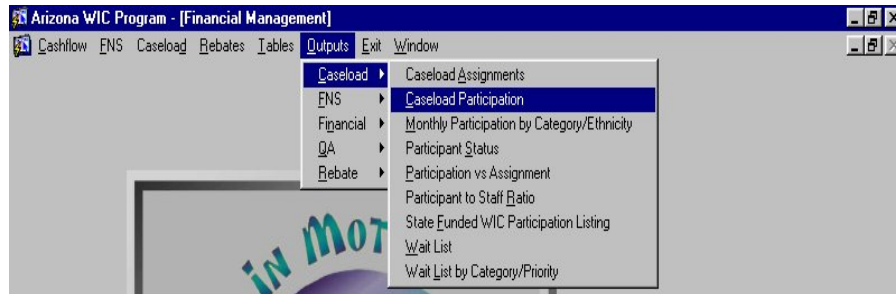 Arizona WIC Program - [Financial Management]
Cashflow FNS Caseload Rebates Tables Outputs Exit Window
Caseload
FNS
Financial
QA
Rebate
Caseload Assignments
Caseload Participation
Monthly Participation by Category/Ethnicity
Participant Status
Participation vs Assignment
Participant to Staff Ratio
State Funded WIC Participation Listing
Wait List
Wait List by Category/Priority
IN MOT